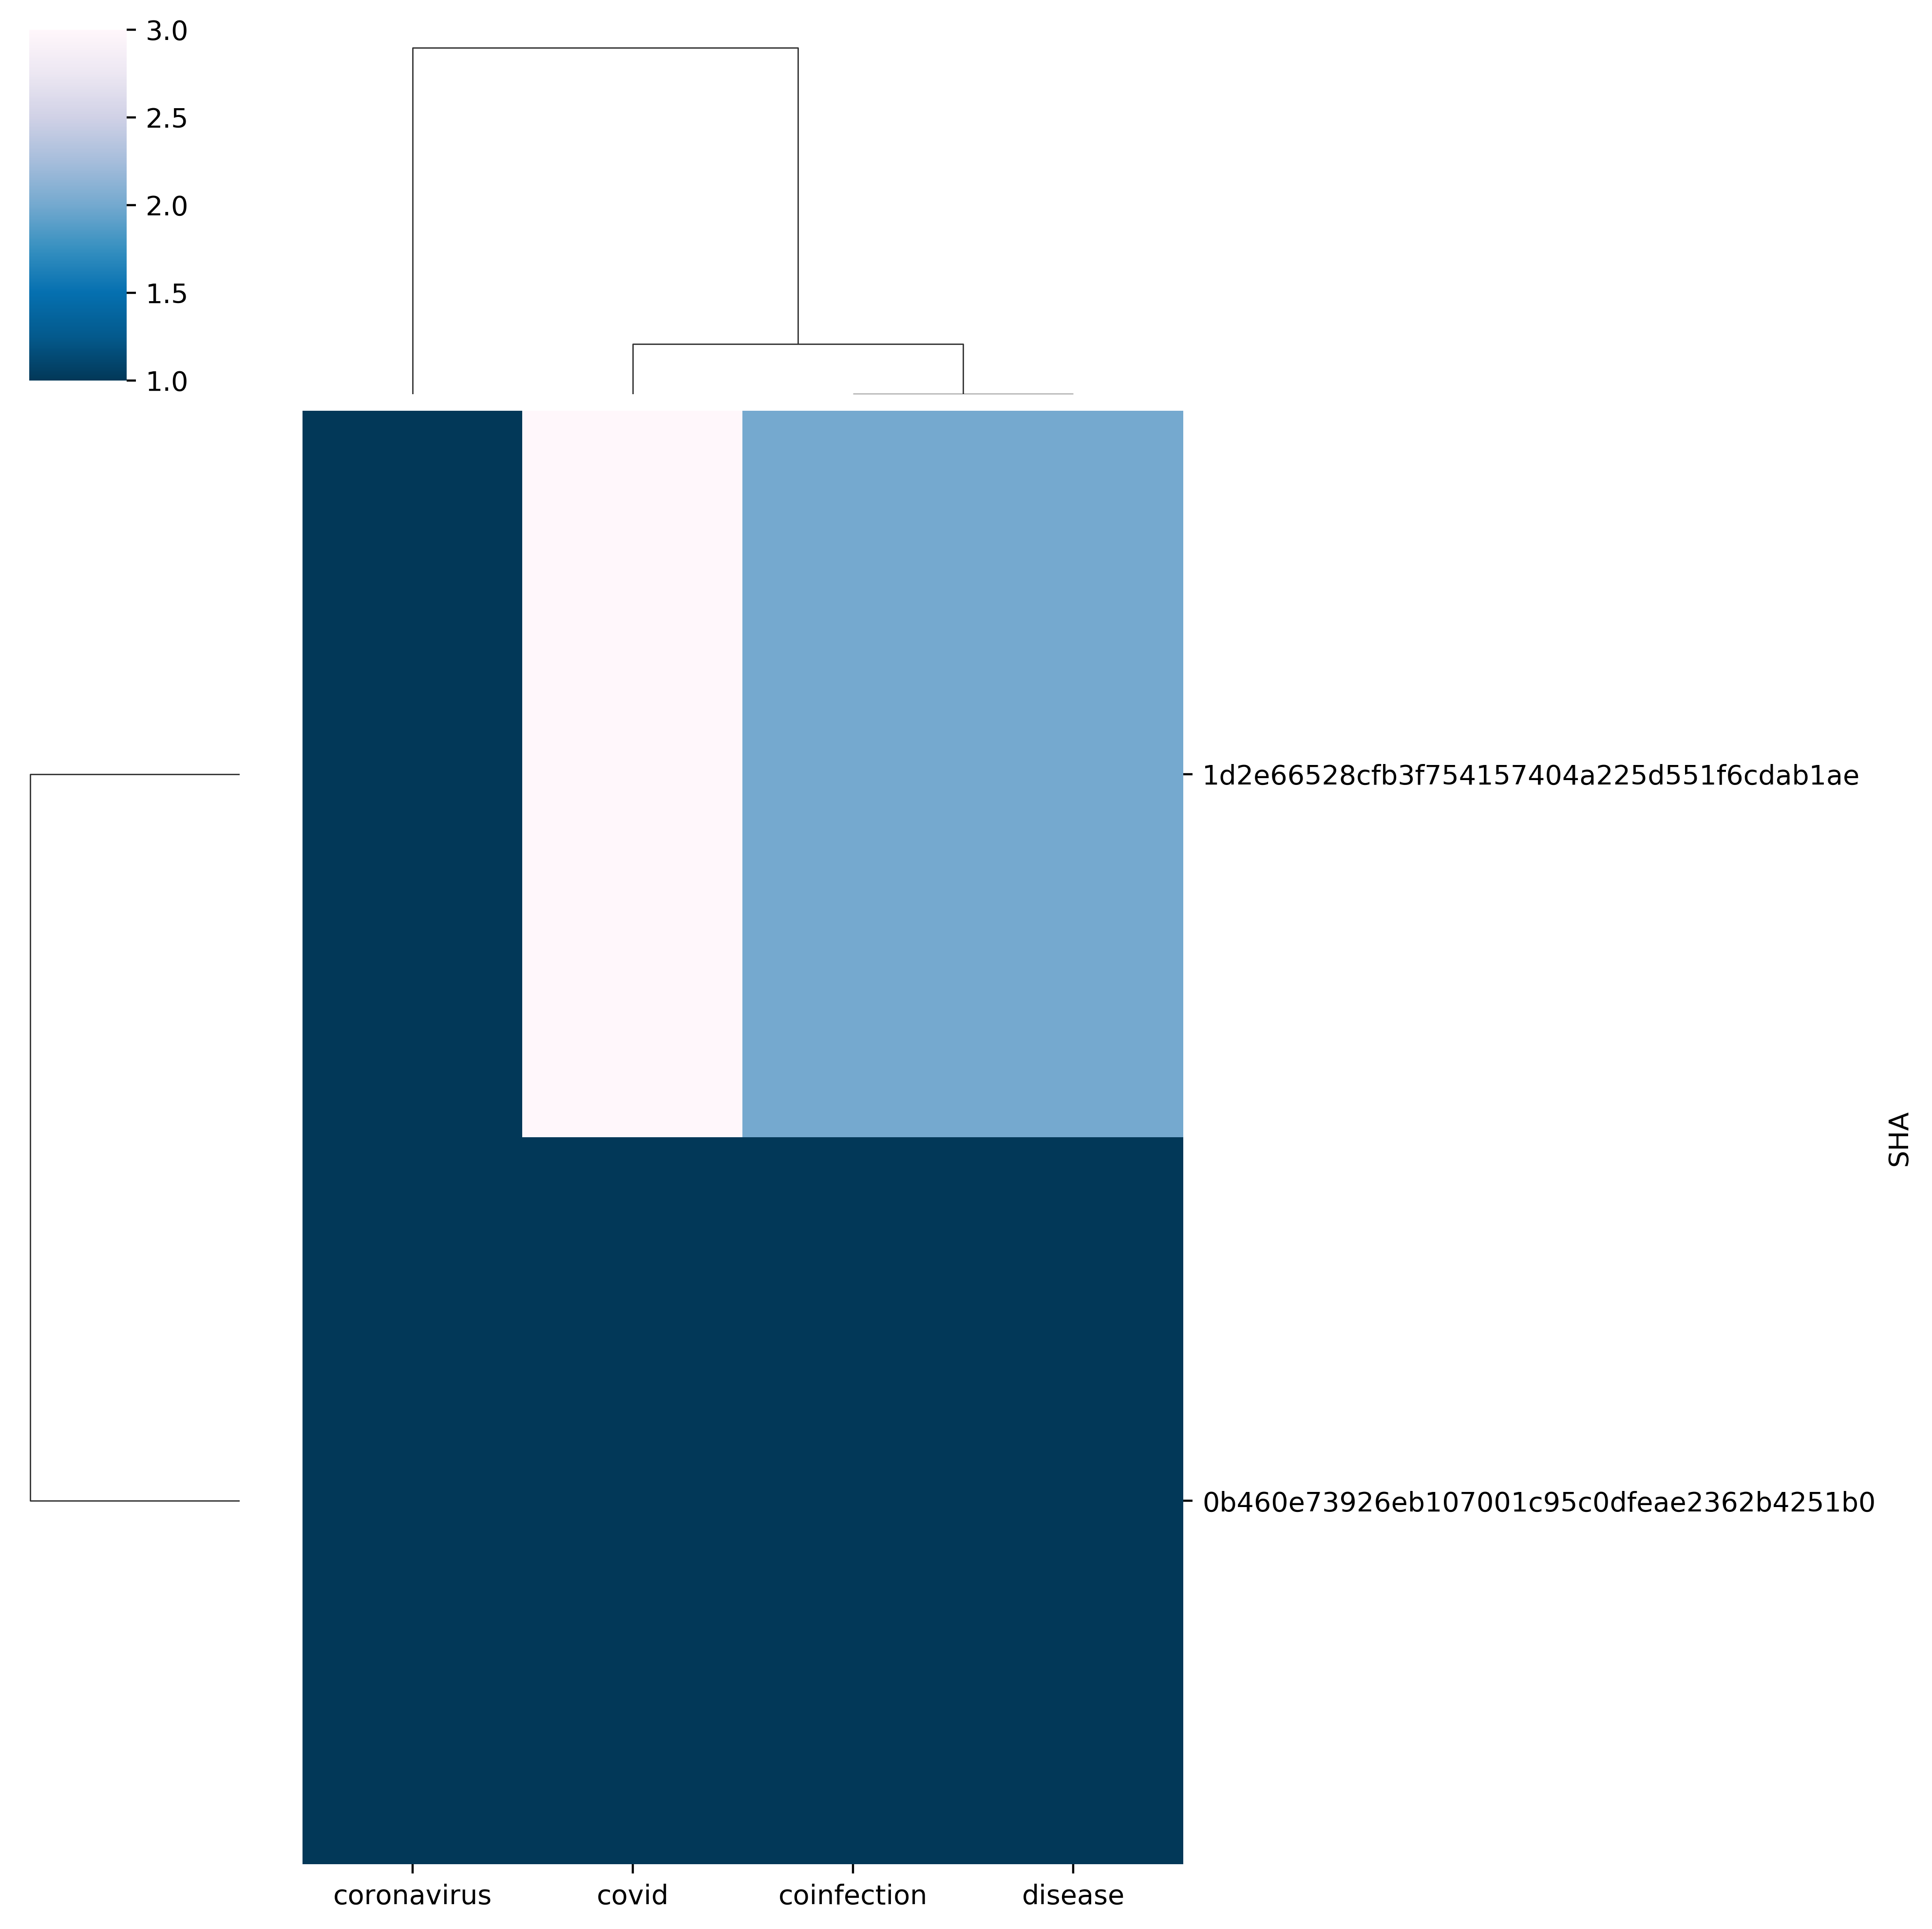 3.0
2.5
2.0
1.5
1.0
1d2e66528cfb3f754157404a225d551f6cdab1ae
SHA
0b460e73926eb107001c95c0dfeae2362b4251b0
coronavirus covid coinfection disease